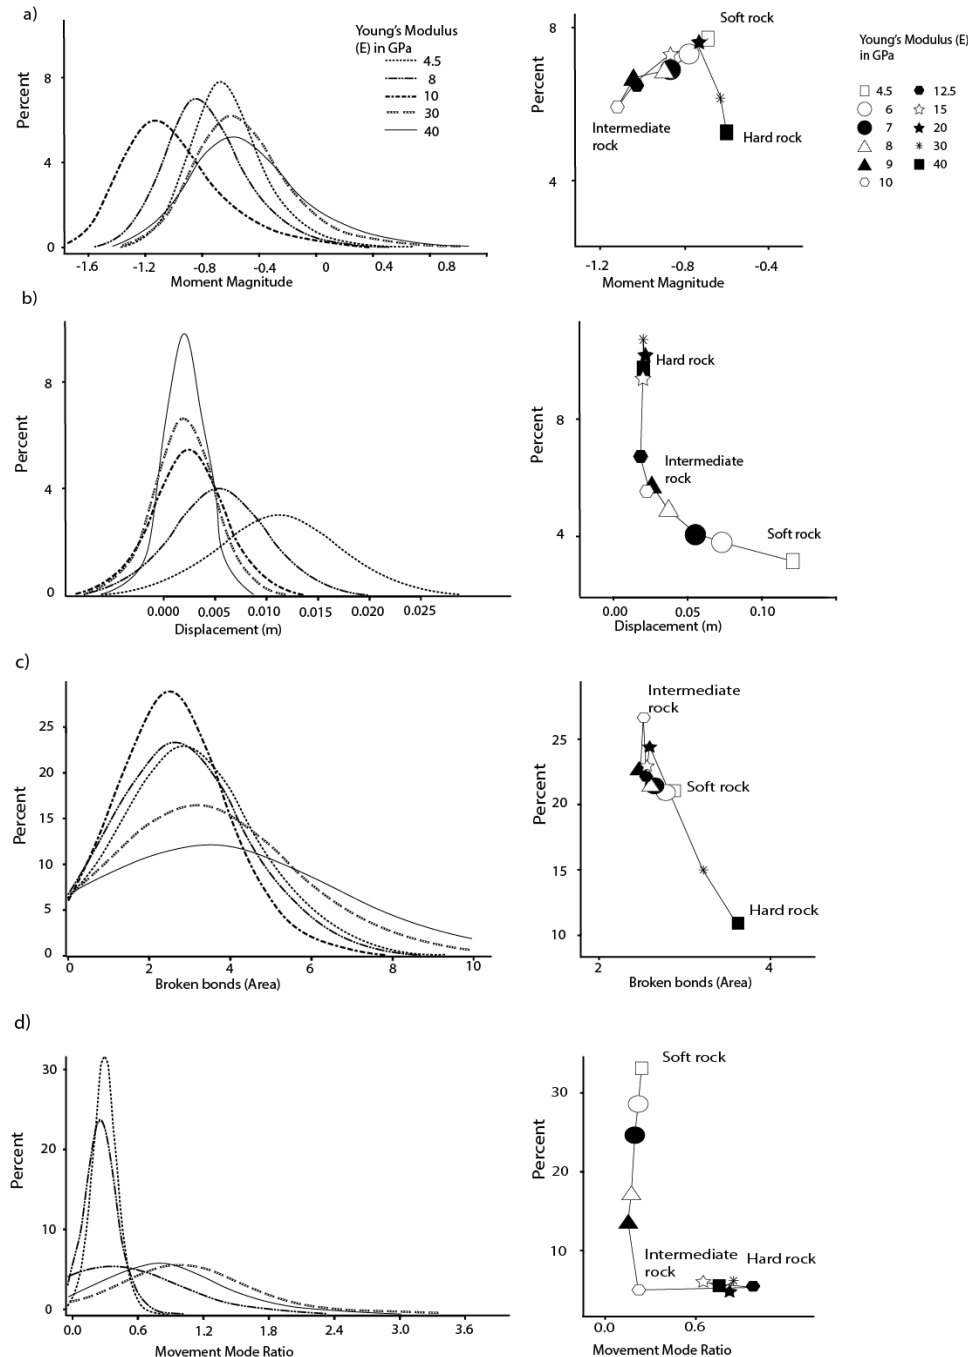 a)
Young's Modulus
(E) in GPa
4.5
8
10
30
40
Percent
8
4
0
-1.6
-1.2
-0.8
-0.4
0
0.4
0.8
Moment Magnitude
Percent
8
4
-1.2
-0.8
-0.4
Moment Magnitude
Soft rock
Intermediate
rock
Hard rock
Young's Modulus (E)
in GPa
4.5
12.5
6
15
7
20
8
30
9
40
10
b)
Percent
8
4
0
0.000
0.005
0.010
0.015
0.020
0.025
Displacement (m)
Percent
8
4
0.00
0.05
0.10
Displacement (m)
Hard rock
Intermediate
rock
Soft rock
c)
Percent
25
20
15
10
5
0
0
2
4
6
8
10
Broken bonds (Area)
Percent
25
20
15
10
2
4
Broken bonds (Area)
Intermediate
rock
Soft rock
Hard rock
d)
Percent
30
20
10
0
0.0
0.6
1.2
1.8
2.4
3.0
3.6
Movement Mode Ratio
Percent
30
20
10
0.0
0.6
Movement Mode Ratio
Soft rock
Intermediate
rock
Hard rock